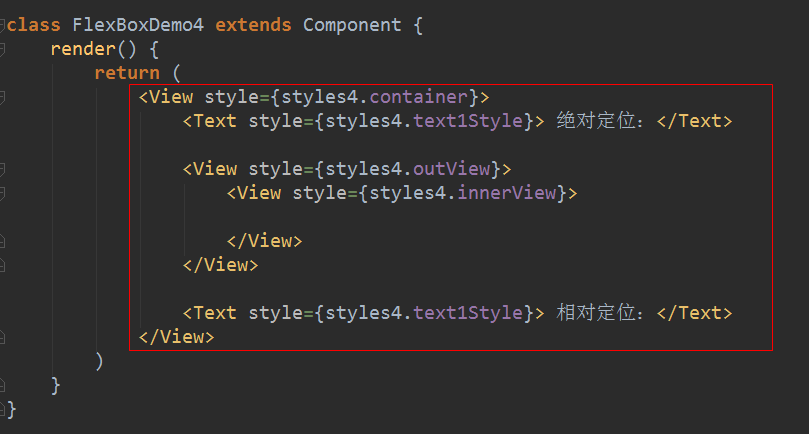 class FlexBoxDemo4 extends Component {
    render() {
        return (
            <View style={styles4.container}>
                <Text style={styles4.text1Style}> 绝对定位：</Text>
                <View style={styles4.outView}>
                    <View style={styles4.innerView}>
                    </View>
                </View>
                <Text style={styles4.text1Style}> 相对定位：</Text>
            </View>
        )
    }
}